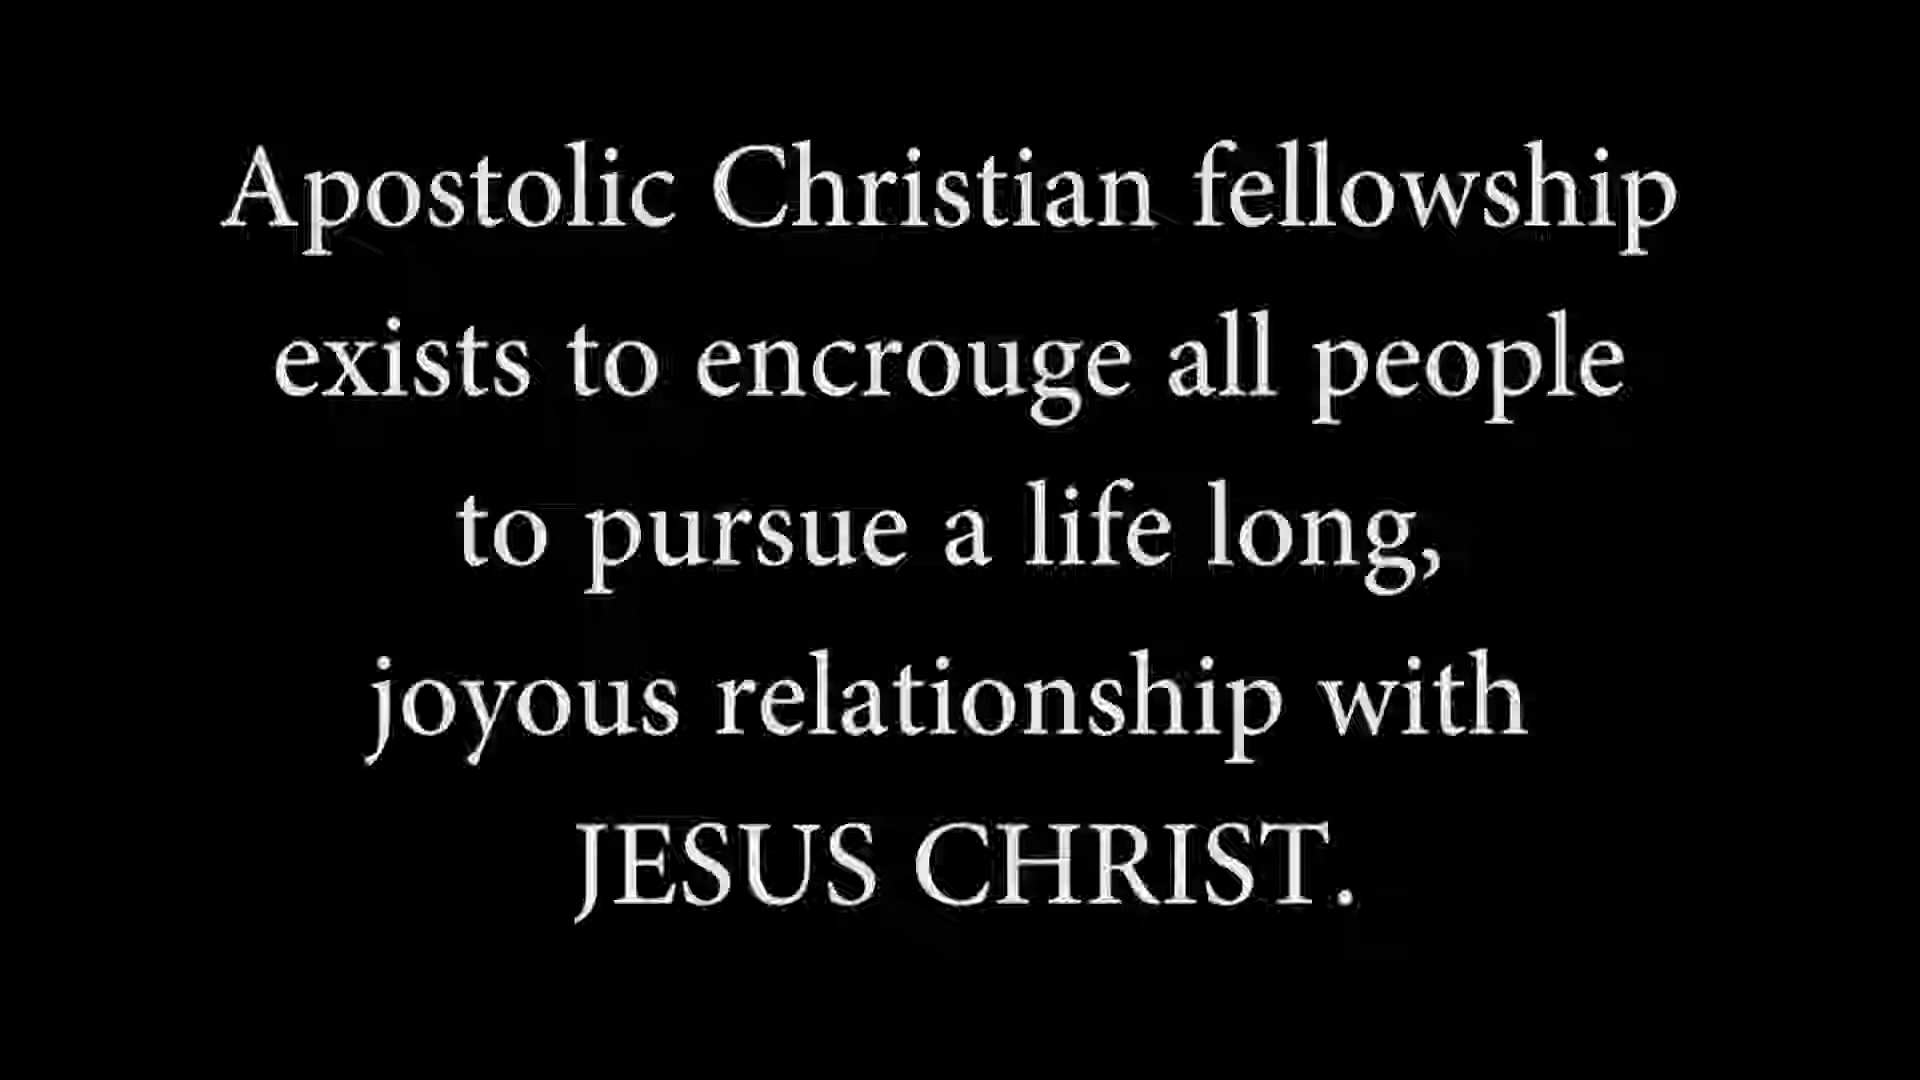 Apostolic Christian fellowship
exists to encrouge all people
to pursue a life long,
joyous relationship with
JESUS CHRIST.